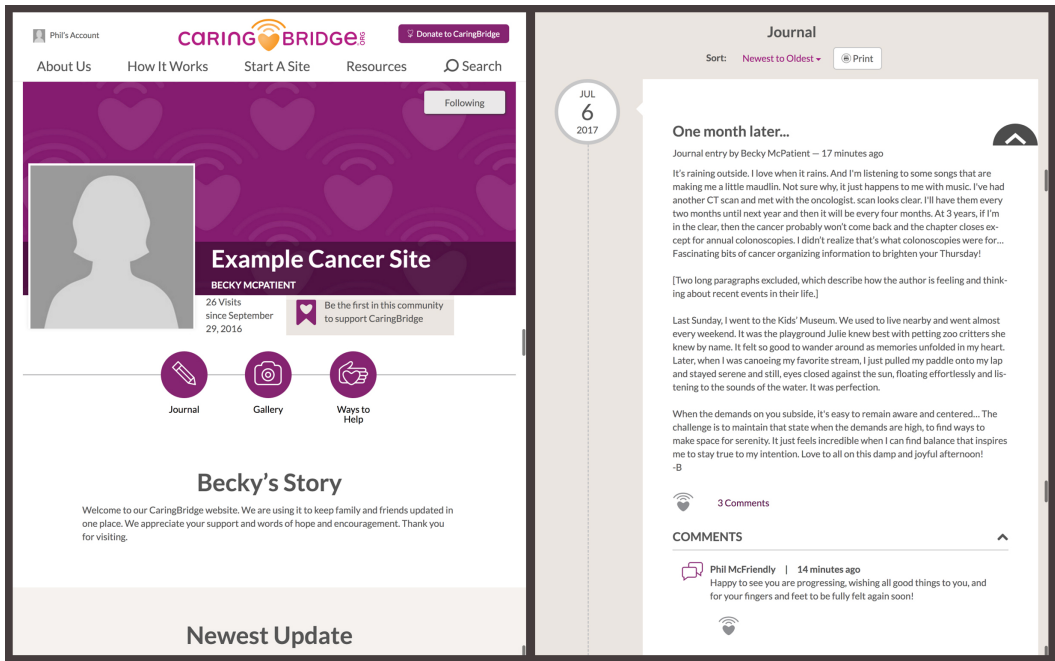 Phil's Account
CARING BRIDGE.ORG
Donate to CaringBridge
About Us
How It Works
Start A Site
Resources
Search
Following
Example Cancer Site
BECKY MCPATIENT
26 Visits
since September
29, 2016
Be the first in this community
to support CaringBridge
Journal
Gallery
Ways to
Help
Becky's Story
Welcome to our CaringBridge website. We are using it to keep family and friends updated in
one place. We appreciate your support and words of hope and encouragement. Thank you
for visiting.
Newest Update
Journal
Sort:
Newest to Oldest
Print
JUL
6
2017
One month later...
Journal entry by Becky McPatient — 17 minutes ago
It's raining outside. I love when it rains. And I'm listening to some songs that are
making me a little maudlin. Not sure why, it just happens to me with music. I've had
another CT scan and met with the oncologist. scan looks clear. I'll have them every
two months until next year and then it will be every four months. At 3 years, if I'm
in the clear, then the cancer probably won't come back and the chapter closes ex-
cept for annual colonoscopies. I didn't realize that's what colonoscopies were for...
Fascinating bits of cancer organizing information to brighten your Thursday!
[Two long paragraphs excluded, which describe how the author is feeling and think-
ing about recent events in their life.]
Last Sunday, I went to the Kids' Museum. We used to live nearby and went almost
every weekend. It was the playground Julie knew best with petting zoo critters she
knew by name. It felt so good to wander around as memories unfolded in my heart.
Later, when I was canoeing my favorite stream, I just pulled my paddle onto my lap
and stayed serene and still, eyes closed against the sun, floating effortlessly and lis-
tening to the sounds of the water. It was perfection.
When the demands on you subside, it's easy to remain aware and centered... The
challenge is to maintain that state when the demands are high, to find ways to
make space for serenity. It just feels incredible when I can find balance that inspires
me to stay true to my intention. Love to all on this damp and joyful afternoon!
-B
3 Comments
COMMENTS
Phil McFriendly | 14 minutes ago
Happy to see you are progressing, wishing all good things to you, and
for your fingers and feet to be fully felt again soon!